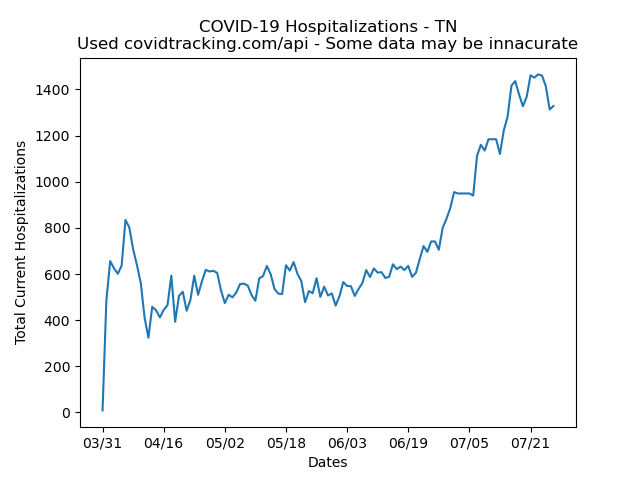 COVID-19 Hospitalizations - TN
Used covidtracking.com/api - Some data may be innacurate
1400
1200
1000
800
600
400
200
0
Total Current Hospitalizations
03/31 04/16 05/02 05/18 06/03 06/19 07/05 07/21
Dates